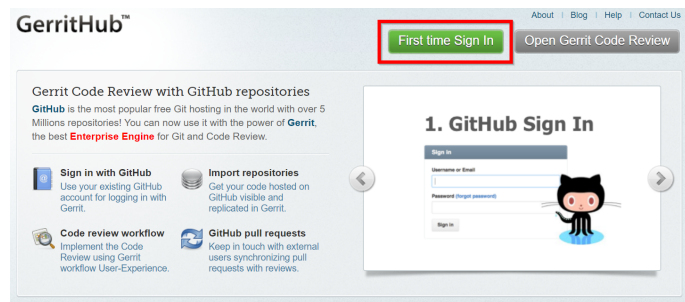 About | Blog | Help | Contact Us
GerritHub™
First time Sign In
Open Gerrit Code Review
Gerrit Code Review with GitHub repositories
GitHub is the most popular free Git hosting in the world with over 5
Millions repositories! You can now use it with the power of Gerrit,
the best Enterprise Engine for Git and Code Review.
Sign in with GitHub
Use your existing GitHub
account for logging in with
Gerrit.
Import repositories
Get your code hosted on
GitHub visible and
replicated in Gerrit.
Code review workflow
Implement the Code
Review using Gerrit
workflow User-Experience.
GitHub pull requests
Keep in touch with external
users synchronizing pull
requests with reviews.
1. GitHub Sign In
Sign in
Username or Email
Password (forgot password)
Sign in